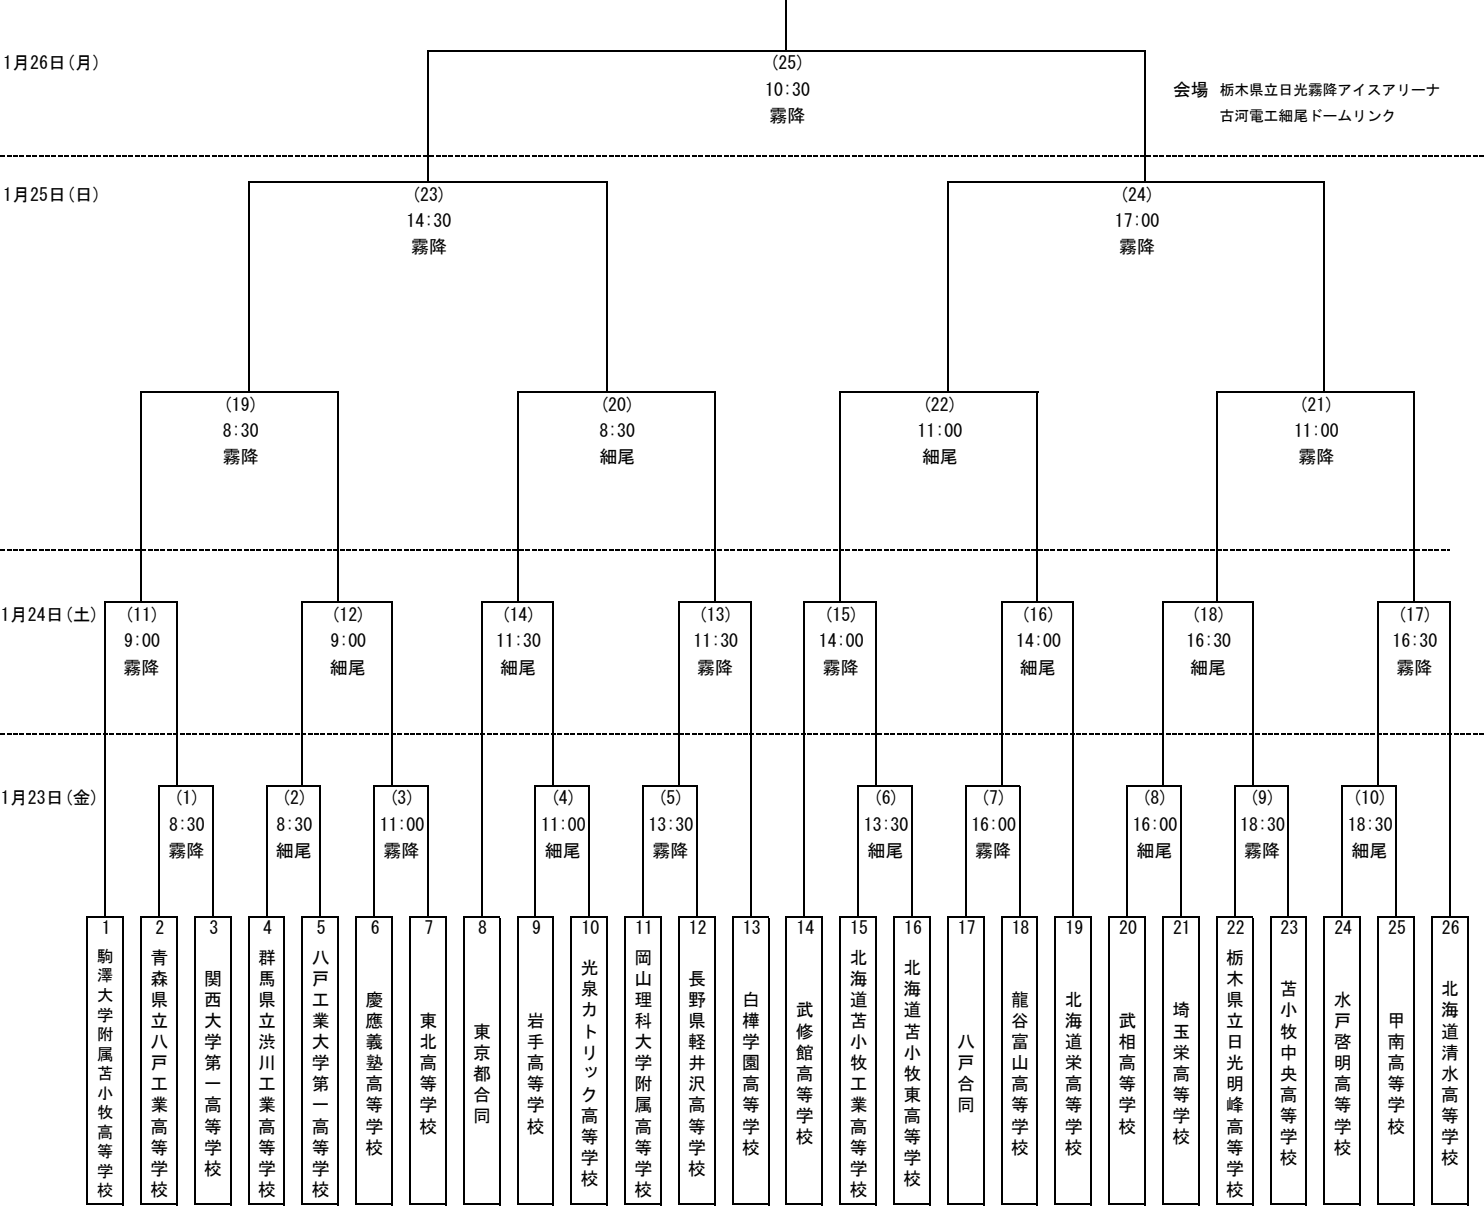 1月26日(月)
(25)
10:30
霧降
会場 栃木県立日光霧降アイスアリーナ
古河電工細尾ドームリンク
1月25日(日)
(23)
14:30
霧降
(24)
17:00
霧降
(19)
8:30
霧降
(20)
8:30
細尾
(22)
11:00
細尾
(21)
11:00
霧降
1月24日(土)
(11)
9:00
霧降
(12)
9:00
細尾
(14)
11:30
細尾
(13)
11:30
霧降
(15)
14:00
霧降
(16)
14:00
細尾
(18)
16:30
細尾
(17)
16:30
霧降
1月23日(金)
(1)
8:30
霧降
(2)
8:30
細尾
(3)
11:00
霧降
(4)
11:00
細尾
(5)
13:30
霧降
(6)
13:30
細尾
(7)
16:00
霧降
(8)
16:00
細尾
(9)
18:30
霧降
(10)
18:30
細尾
1
駒澤大学附属苫小牧高等学校
2
青森県立八戸工業高等学校
3
関西大学第一高等学校
4
群馬県立渋川工業高等学校
5
八戸工業大学第一高等学校
6
慶應義塾高等学校
7
東北高等学校
8
東京都合同
9
岩手高等学校
10
光泉カトリック高等学校
11
岡山理科大学附属高等学校
12
長野県軽井沢高等学校
13
白樺学園高等学校
14
武修館高等学校
15
北海道苫小牧工業高等学校
16
北海道苫小牧東高等学校
17
八戸合同
18
龍谷富山高等学校
19
北海道栄高等学校
20
武相高等学校
21
埼玉栄高等学校
22
栃木県立日光明峰高等学校
23
苫小牧中央高等学校
24
水戸啓明高等学校
25
甲南高等学校
26
北海道清水高等学校